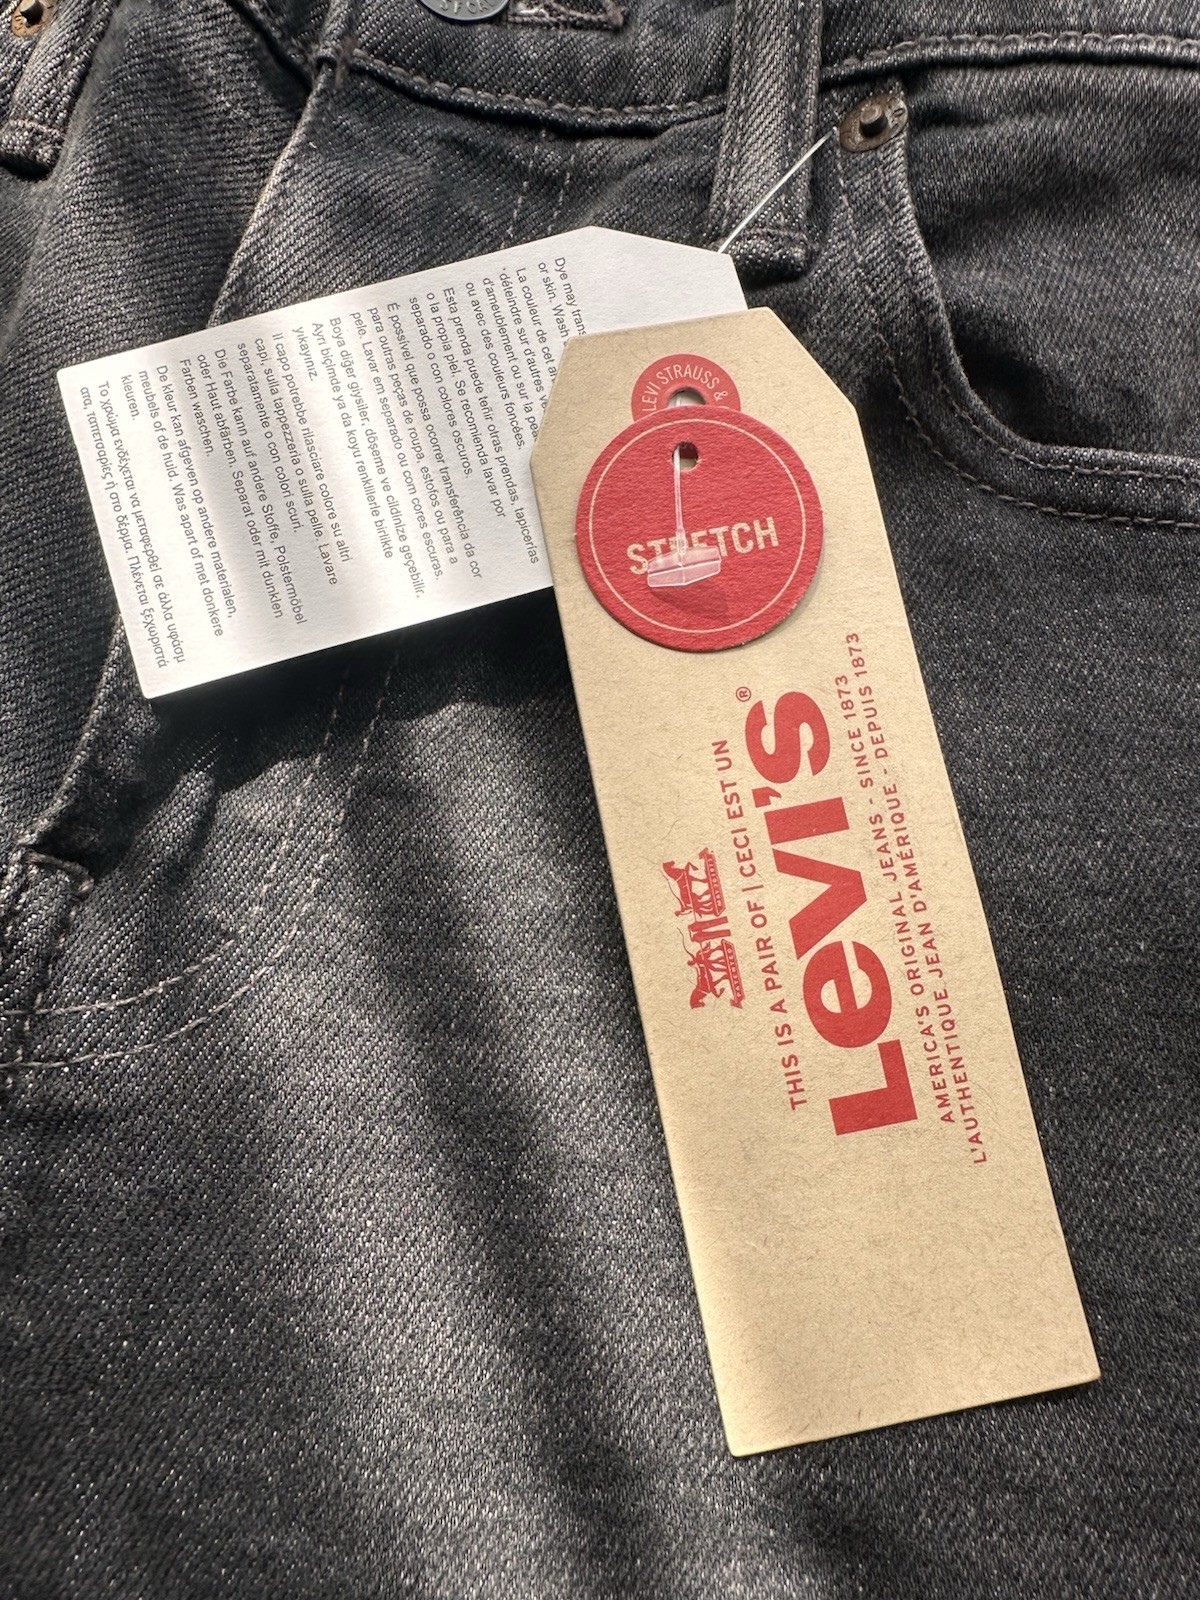 Dye may
or skin. Wash
La couleur de cet
déteindre sur d'autres
d'ameublement ou sur la
ou avec des couleurs foncées.
Esta prenda puede teñir otras prendas, tapicerías
o la propia piel. Se recomienda lavar por
separado o con colores oscuros.
É possível que possa ocorrer transferência da cor
para outras peças de roupa, estofos ou para a
pele. Lavar em separado ou com cores escuras.
Boya diğer giysiler, döşeme ve cildinize geçebilir.
Ayrı biçimde ya da koyu renkillerle birlikte
yıkayınız.
Il capo potrebbe rilasciare colore su altri
capi, sulla tappezzeria o sulla pelle. Lavare
separatamente o con colori scuri.
Die Farbe kann auf andere Stoffe, Polstermöbel
oder Haut abfärben. Separat oder mit dunklen
Farben waschen.
De kleur kan afgeven op andere materialen,
meubels of de huid. Was apart of met donkere
kleuren.
Το χρώμα ενδέχεται να μεταφερθεί σε άλλα υφάσμ
απα, ταπετσαρίες ή στο δέρμα. Πλένεται ξεχωριστά
LEVI STRAUSS &
STRETCH
PATENTED MAY 20 1873
THIS IS A PAIR OF | CECI EST UN
Levi's®
AMERICA'S ORIGINAL JEANS - SINCE 1873
L'AUTHENTIQUE JEAN D'AMÉRIQUE - DEPUIS 1873